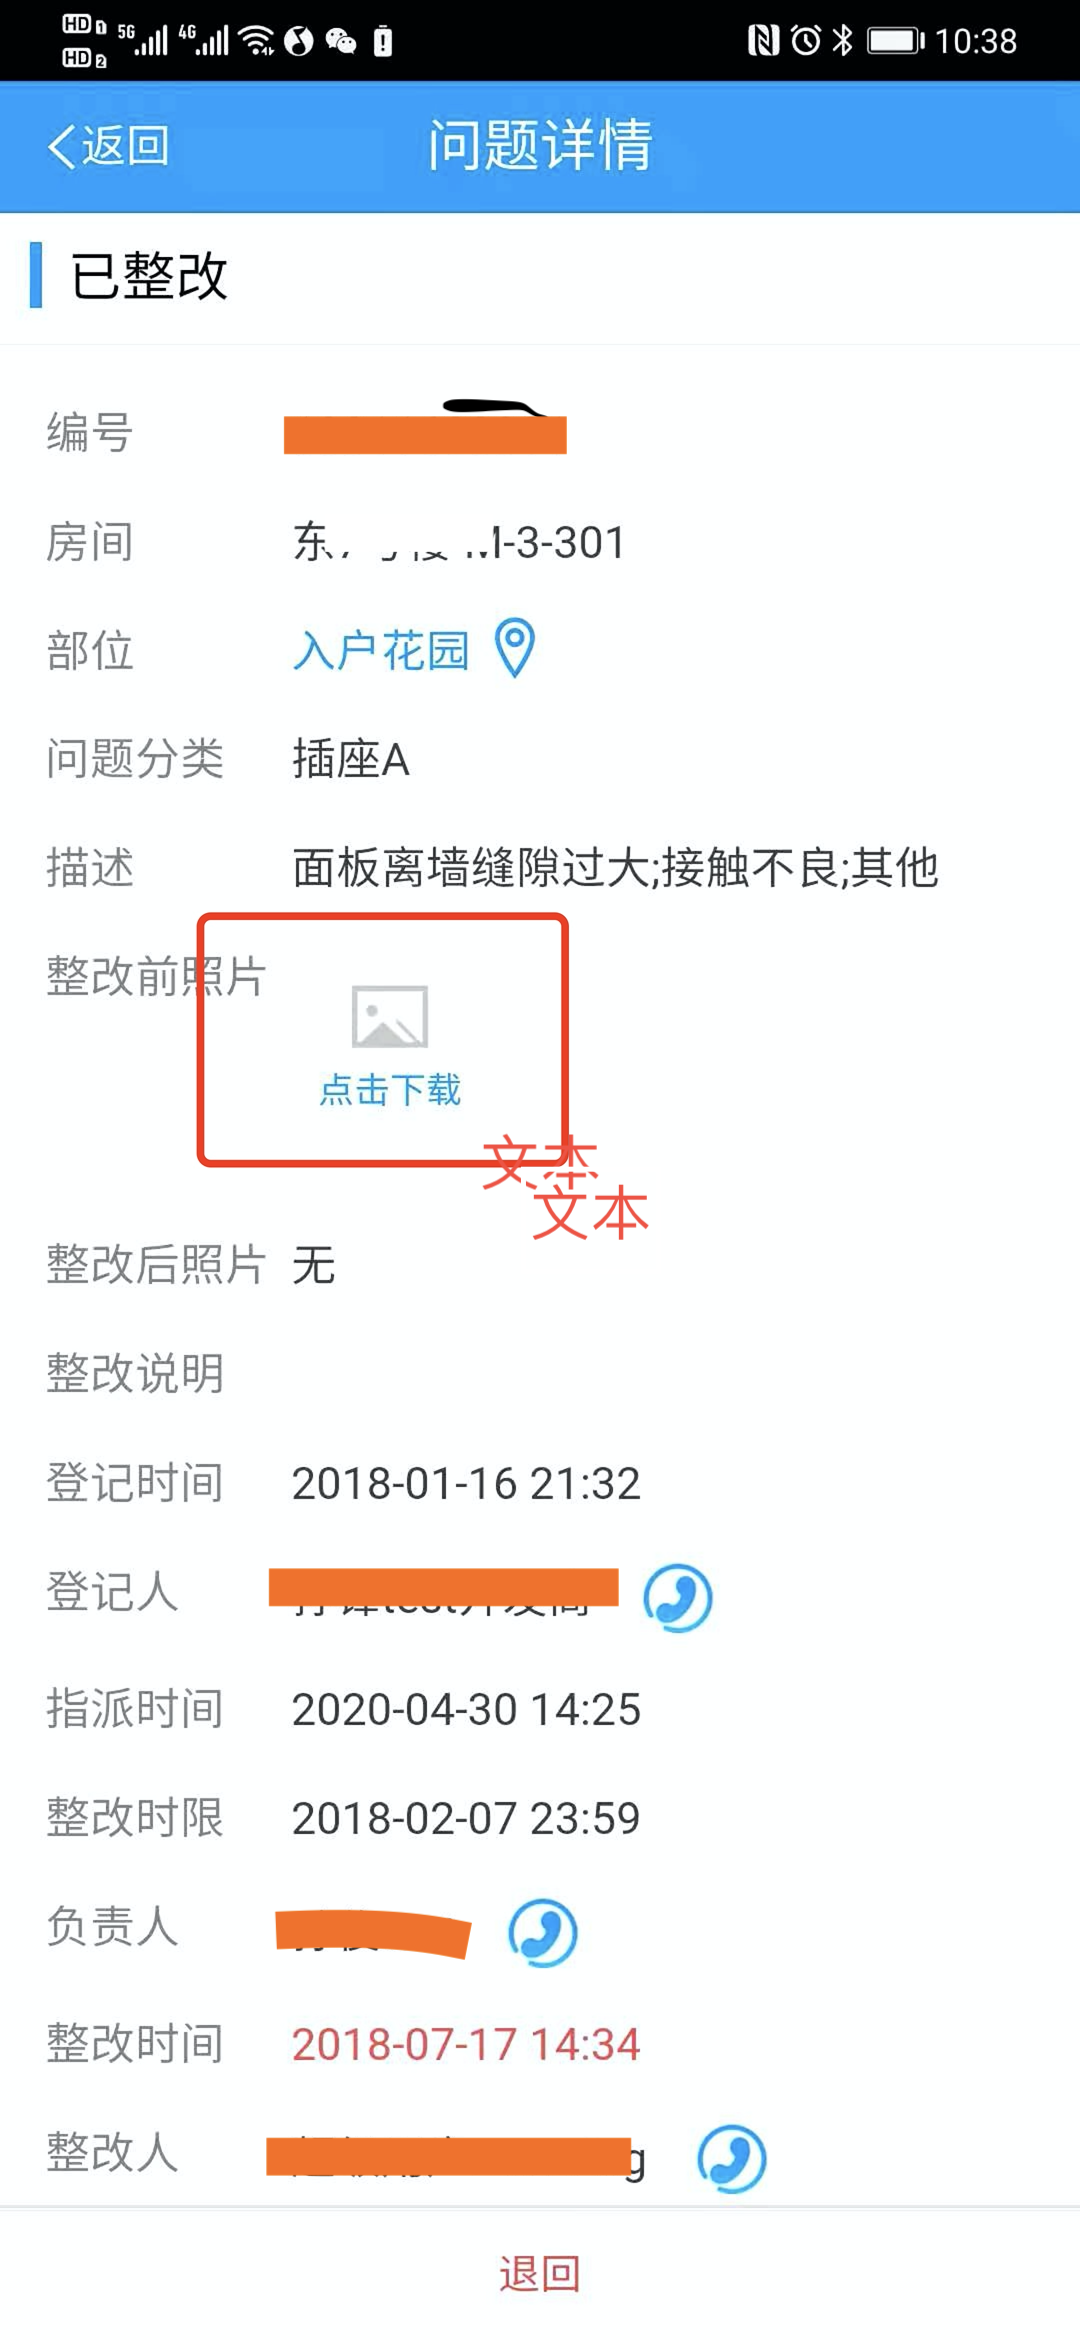 HD 1 5G 4G 10:38
HD 2
返回 问题详情
已整改
编号
房间 东 M-3-301
部位 入户花园
问题分类 插座A
描述 面板离墙缝隙过大;接触不良;其他
整改前照片
点击下载
文本
文本
整改后照片 无
整改说明
登记时间 2018-01-16 21:32
登记人
指派时间 2020-04-30 14:25
整改时限 2018-02-07 23:59
负责人
整改时间 2018-07-17 14:34
整改人 g
退回